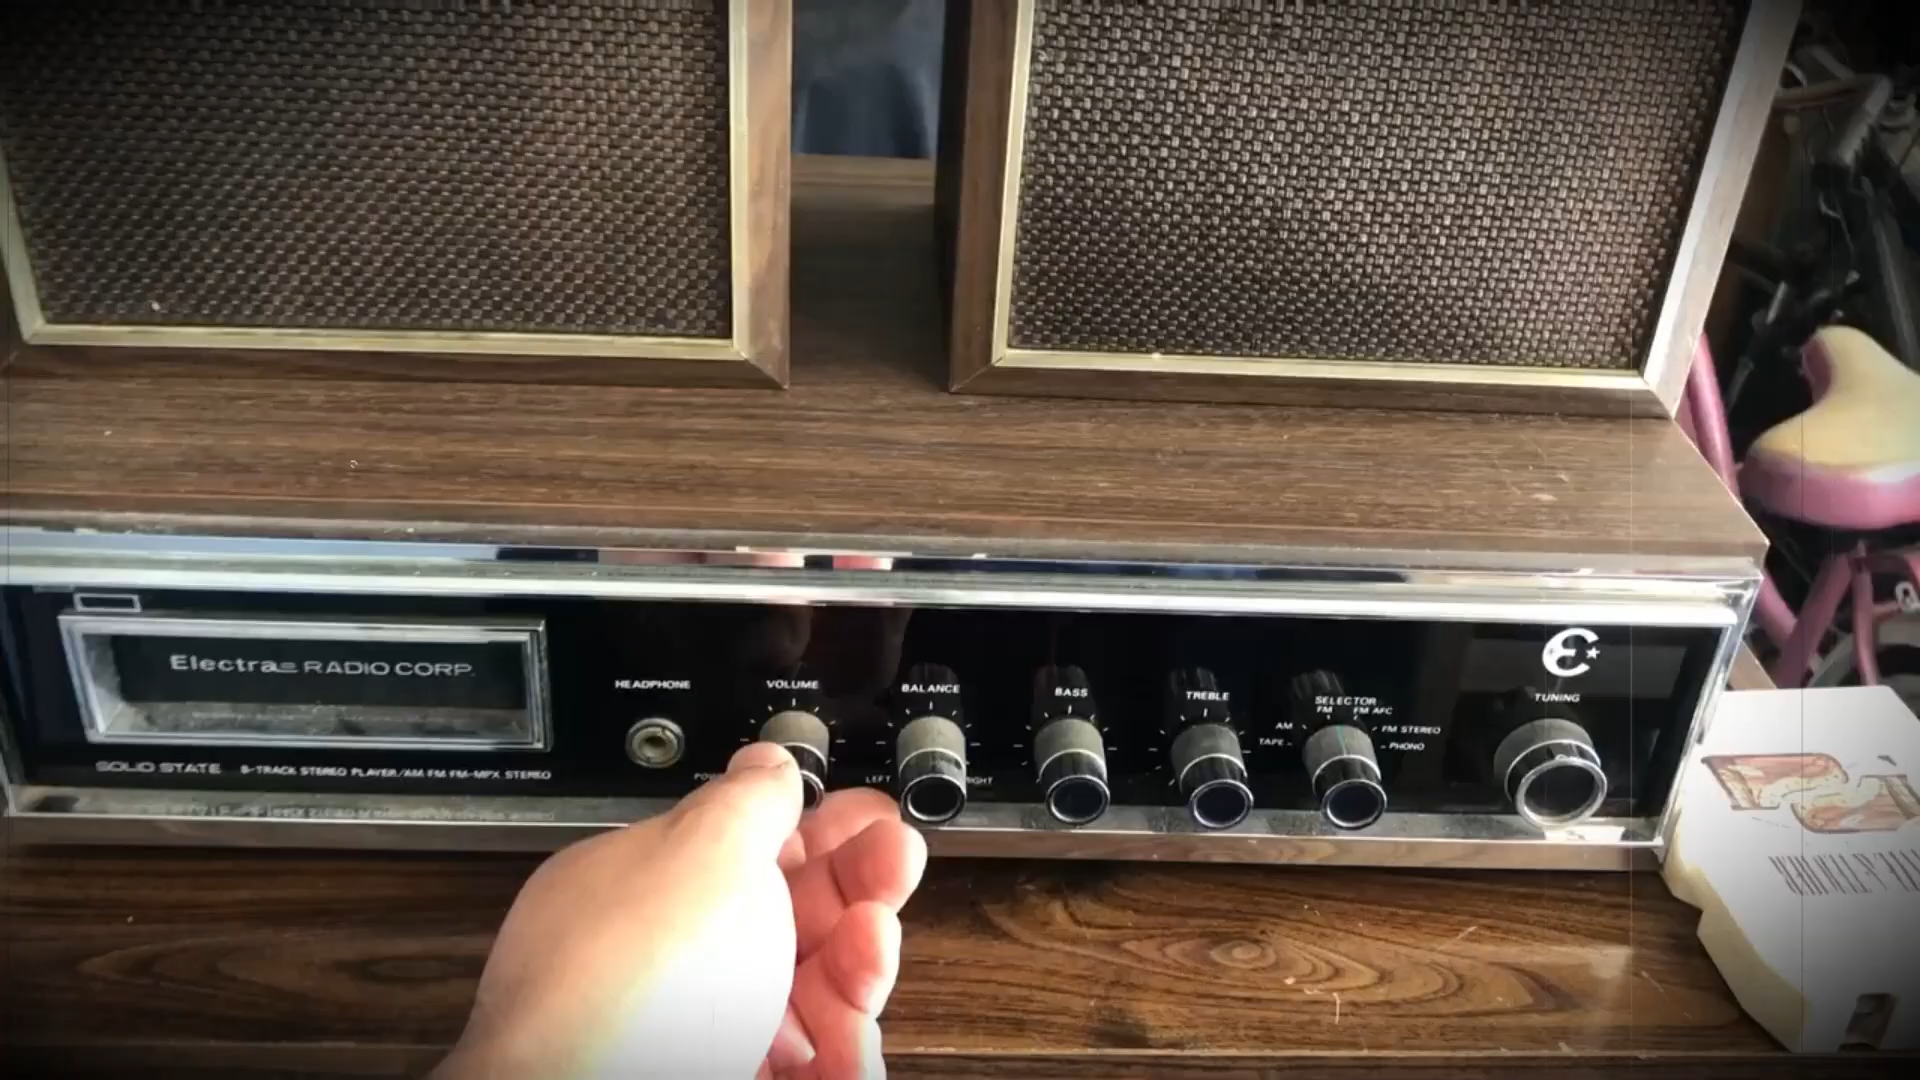 Electra RADIO CORP.
HEADPHONE
VOLUME
BALANCE
BASS
TREBLE
SELECTOR
TUNING
FM
FM AFC
AM
FM STEREO
TAPE
PHONO
LEFT
SOLID STATE 8-TRACK STEREO PLAYER/AM FM FM-MPX STEREO